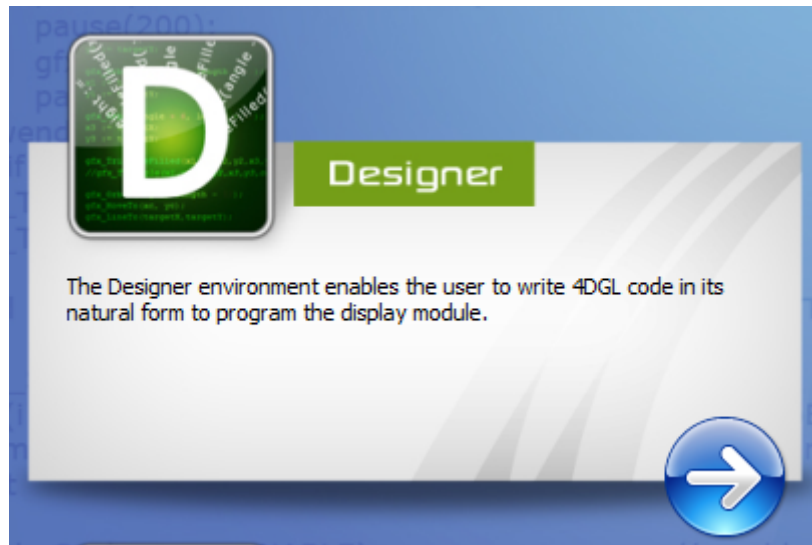 pause(200);
D
Designer
The Designer environment enables the user to write 4DGL code in its
natural form to program the display module.